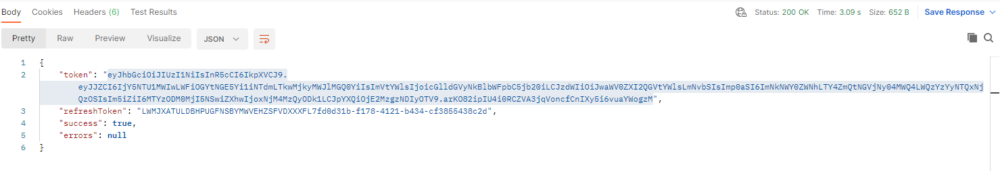 Body Cookies Headers (6) Test Results Status: 200 OK Time: 3.09 s Size: 652 B Save Response
Pretty Raw Preview Visualize JSON
1 {
2 "token": "eyJhbGciOiJIUzI1NiIsInR5cCI6IkpXVCJ9.
eyJJZCI6IjY5NTU1MWIwLWFiOGYtNGE5Yi1iNTdmLTkwMjkyMWJlMGQ0YiIsImVtYWlsIjoicGlldGVyNkBlbWFpbC5jb20iLCJzdWIiOiJwaWV0ZXI2QGVtYWlsLmNvbSIsImp0aSI6ImNkNWY0ZWNhLTY4ZmQtNGVjNy04MWQ4LWQzYzYyNTQxNj
QzOSIsIm5iZiI6MTYzODM0MjI5NSwiZXhwIjoxNjM4MzQyODk1LCJpYXQiOjE2MzgzNDIyOTV9.arKO82ipIU4i0RCZVA3jqVoncfCnIXy5i6vuaYWogzM",
3 "refreshToken": "LWMJXATULDBHPUGFNSBYMWVEHZSFVDXXXFL7fd0d31b-f178-4121-b434-cf3855438c2d",
4 "success": true,
5 "errors": null
6 }